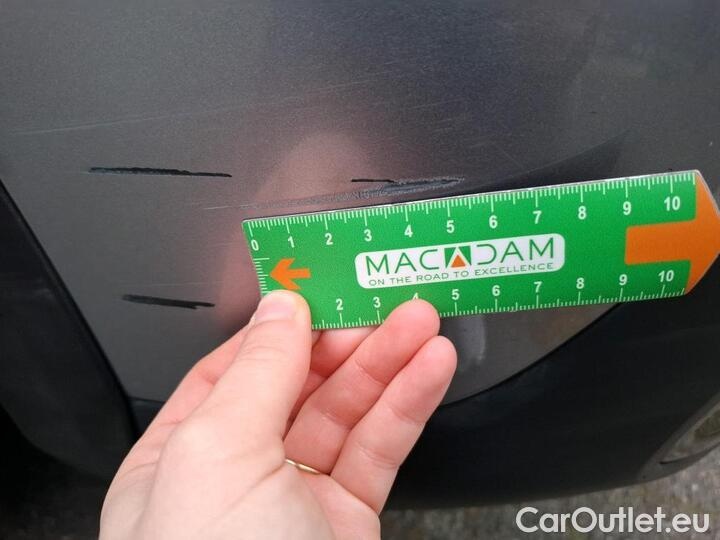 0 1 2 3 4 5 6 7 8 9 10
MACADAM
ON THE ROAD TO EXCELLENCE
2 3 4 5 6 7 8 9 10
CarOutlet.eu